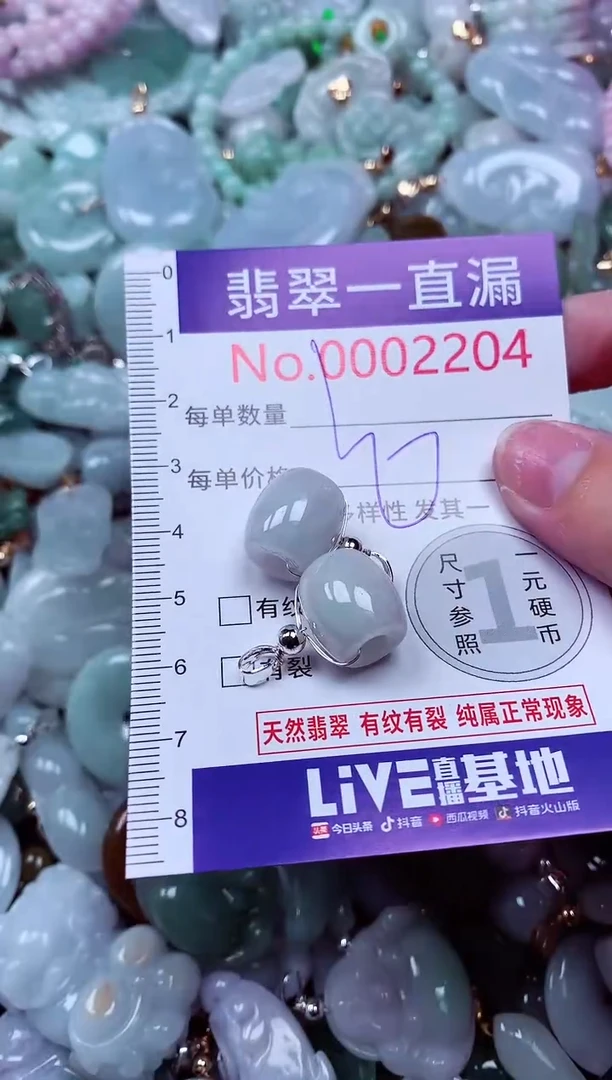 0
翡翠一直漏
1
No.0002204
2
每单数量
3
每单价格
多样性 发其一
4
尺寸参照
1
一元硬币
5
有纹
6
有裂
天然翡翠 有纹有裂 纯属正常现象
7
LiVE直播基地
8
头条 今日头条 抖音 西瓜视频 抖音火山版